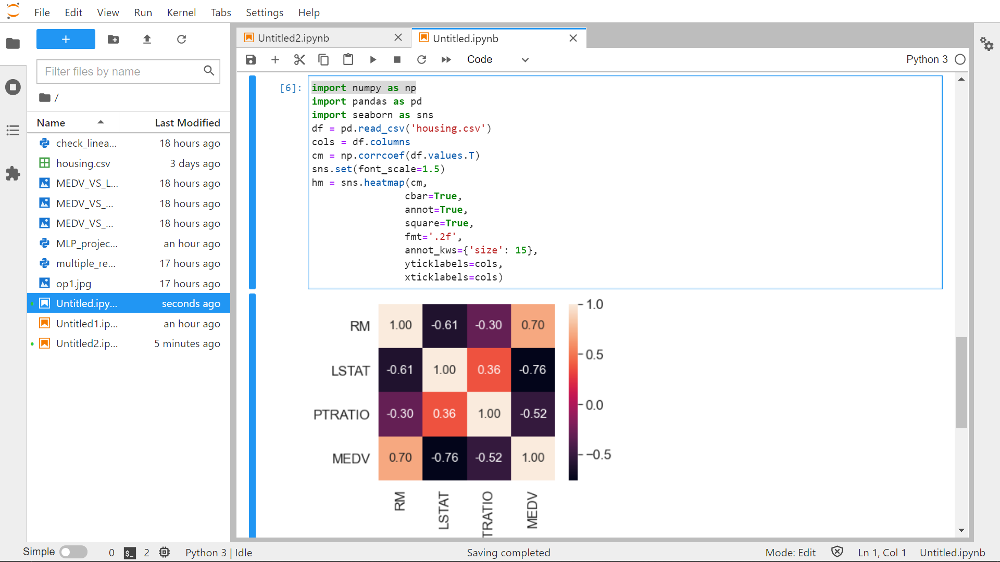 File Edit View Run Kernel Tabs Settings Help
Filter files by name
/
Name Last Modified
check_linea... 18 hours ago
housing.csv 3 days ago
MEDV_VS_L... 18 hours ago
MEDV_VS_... 18 hours ago
MEDV_VS_... 18 hours ago
MLP_projec... an hour ago
multiple_re... 17 hours ago
op1.jpg 17 hours ago
Untitled.ipy... seconds ago
Untitled1.ip... an hour ago
Untitled2.ip... 5 minutes ago
Untitled2.ipynb Untitled.ipynb
Code Python 3
[6]: import numpy as np
import pandas as pd
import seaborn as sns
df = pd.read_csv('housing.csv')
cols = df.columns
cm = np.corrcoef(df.values.T)
sns.set(font_scale=1.5)
hm = sns.heatmap(cm,
cbar=True,
annot=True,
square=True,
fmt='.2f',
annot_kws={'size': 15},
yticklabels=cols,
xticklabels=cols)
RM 1.00 -0.61 -0.30 0.70
LSTAT -0.61 1.00 0.36 -0.76
PTRATIO -0.30 0.36 1.00 -0.52
MEDV 0.70 -0.76 -0.52 1.00
RM LSTAT TRATIO MEDV
1.0
0.5
0.0
−0.5
Simple 0 $_ 2 Python 3 | Idle Saving completed Mode: Edit Ln 1, Col 1 Untitled.ipynb